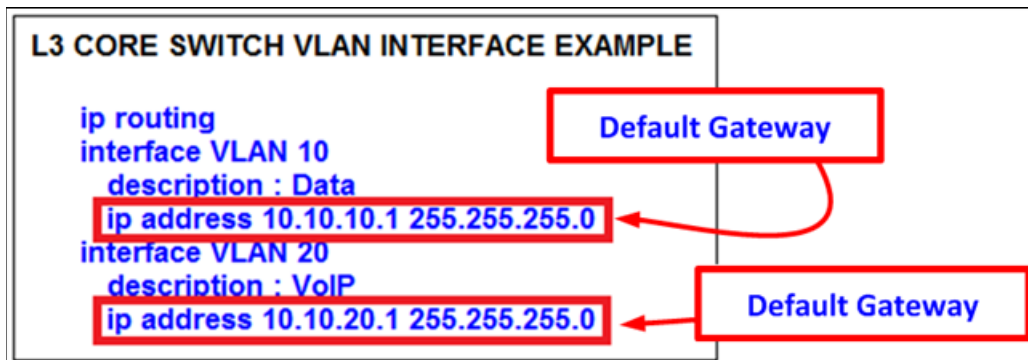 L3 CORE SWITCH VLAN INTERFACE EXAMPLE
ip routing
Default Gateway
interface VLAN 10
description : Data
ip address 10.10.10.1 255.255.255.0
interface VLAN 20
description : VoIP
Default Gateway
ip address 10.10.20.1 255.255.255.0